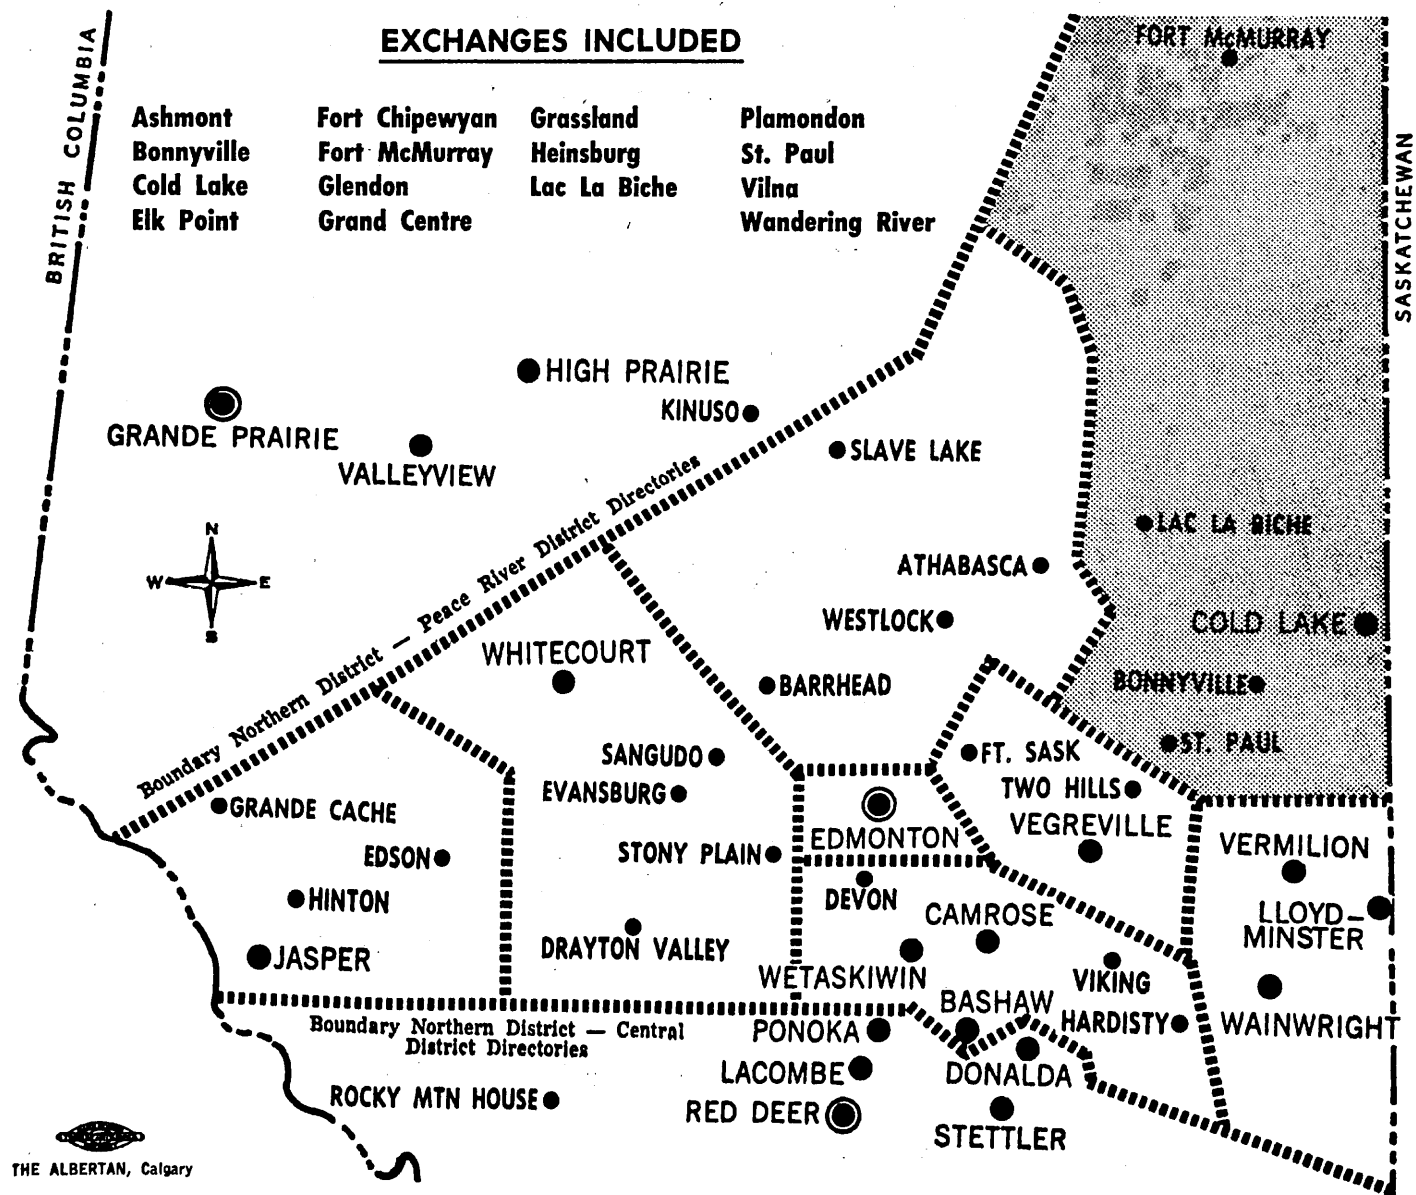 EXCHANGES INCLUDED
Ashmont
Bonnyville
Cold Lake
Elk Point
Fort Chipewyan
Fort McMurray
Glendon
Grand Centre
Grassland
Heinsburg
Lac La Biche
Plamondon
St. Paul
Vilna
Wandering River
BRITISH COLUMBIA
FORT McMURRAY
SASKATCHEWAN
HIGH PRAIRIE
KINUSO
GRANDE PRAIRIE
VALLEYVIEW
SLAVE LAKE
Boundary Northern District — Peace River District Directories
N
W E
S
LAC LA BICHE
ATHABASCA
WESTLOCK
COLD LAKE
WHITECOURT
BARRHEAD
BONNYVILLE
ST. PAUL
SANGUDO
FT. SASK
EVANSBURG
TWO HILLS
GRANDE CACHE
EDMONTON
VEGREVILLE
VERMILION
EDSON
STONY PLAIN
HINTON
DEVON
CAMROSE
LLOYD–
MINSTER
DRAYTON VALLEY
JASPER
WETASKIWIN
VIKING
BASHAW
HARDISTY
WAINWRIGHT
Boundary Northern District — Central
District Directories
PONOKA
LACOMBE
DONALDA
ROCKY MTN HOUSE
RED DEER
STETTLER
THE ALBERTAN, Calgary